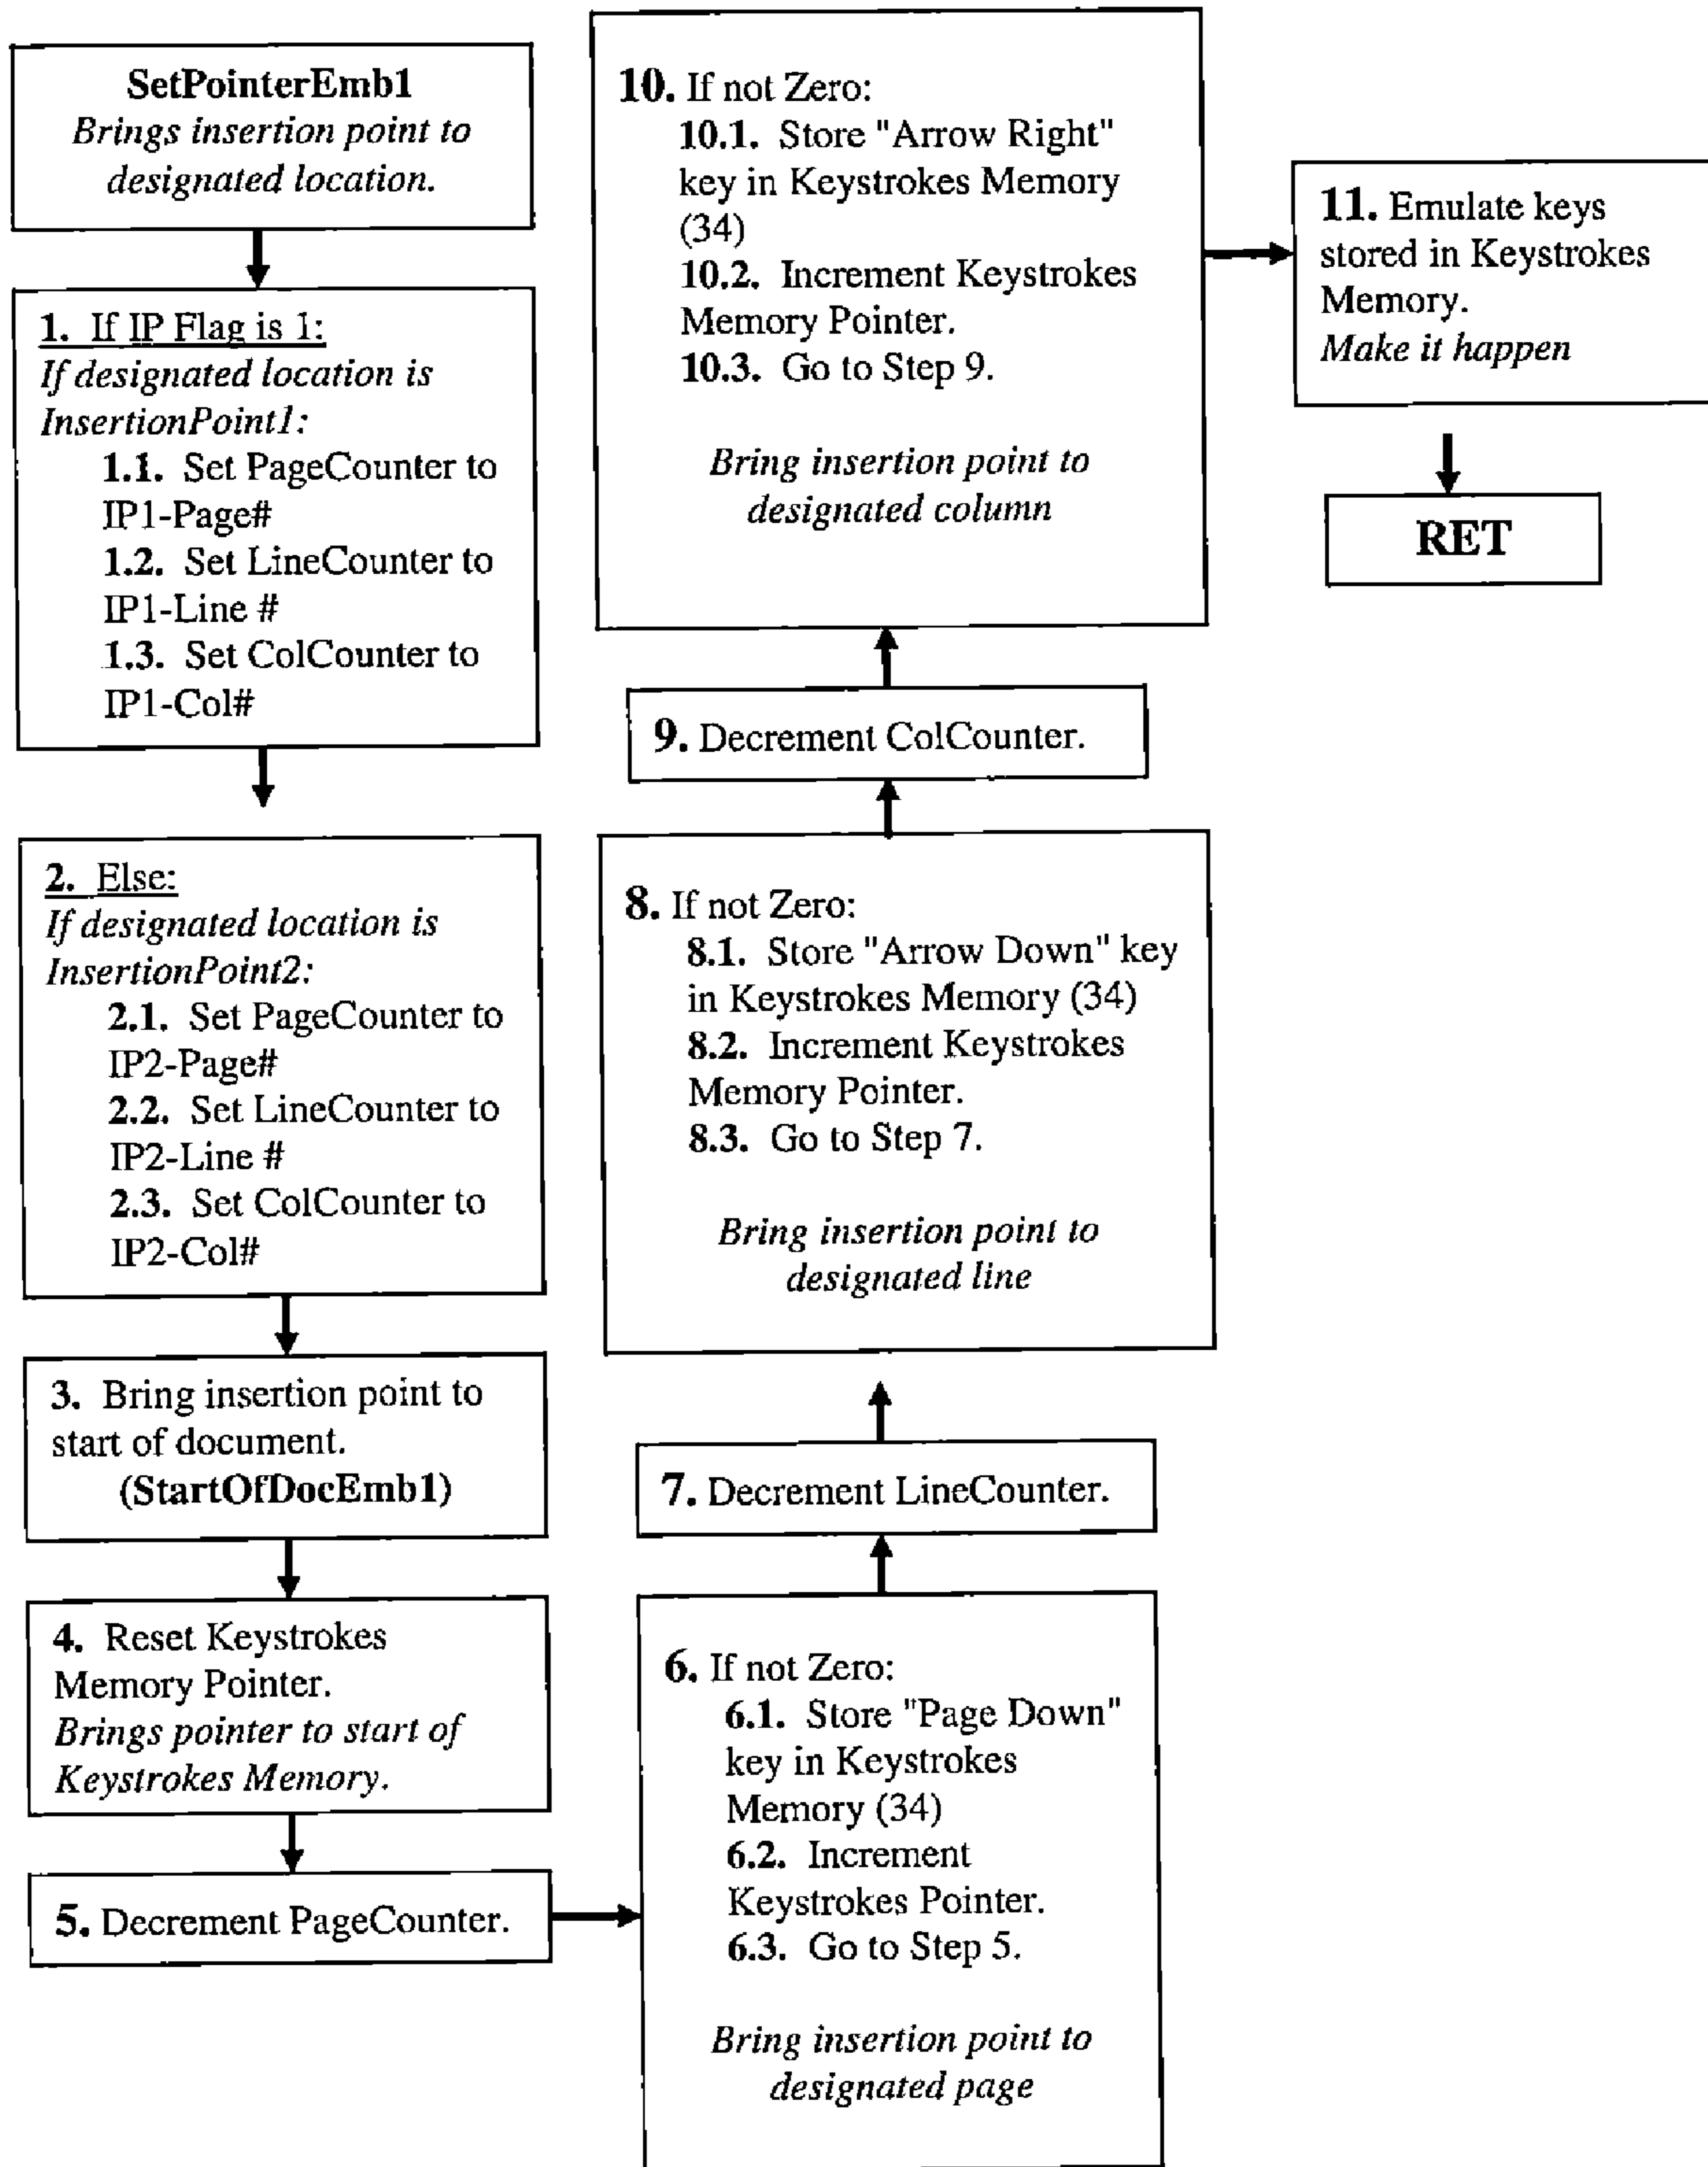 SetPointerEmb1
Brings insertion point to
designated location.
1. If IP Flag is 1:
If designated location is
InsertionPoint1:
1.1. Set PageCounter to
IP1-Page#
1.2. Set LineCounter to
IP1-Line #
1.3. Set ColCounter to
IP1-Col#
2. Else:
If designated location is
InsertionPoint2:
2.1. Set PageCounter to
IP2-Page#
2.2. Set LineCounter to
IP2-Line #
2.3. Set ColCounter to
IP2-Col#
3. Bring insertion point to
start of document.
(StartOfDocEmb1)
4. Reset Keystrokes
Memory Pointer.
Brings pointer to start of
Keystrokes Memory.
5. Decrement PageCounter.
6. If not Zero:
6.1. Store "Page Down"
key in Keystrokes
Memory (34)
6.2. Increment
Keystrokes Pointer.
6.3. Go to Step 5.
Bring insertion point to
designated page
7. Decrement LineCounter.
8. If not Zero:
8.1. Store "Arrow Down" key
in Keystrokes Memory (34)
8.2. Increment Keystrokes
Memory Pointer.
8.3. Go to Step 7.
Bring insertion point to
designated line
9. Decrement ColCounter.
10. If not Zero:
10.1. Store "Arrow Right"
key in Keystrokes Memory
(34)
10.2. Increment Keystrokes
Memory Pointer.
10.3. Go to Step 9.
Bring insertion point to
designated column
11. Emulate keys
stored in Keystrokes
Memory.
Make it happen
RET